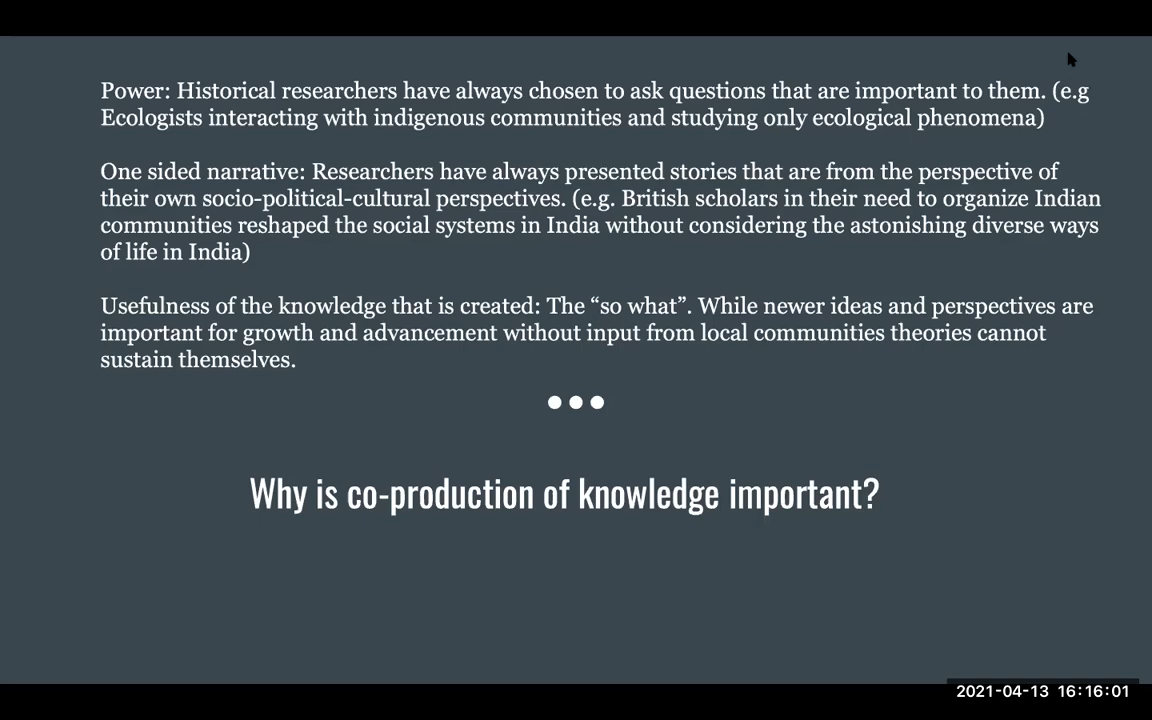 Power: Historical researchers have always chosen to ask questions that are important to them. (e.g
Ecologists interacting with indigenous communities and studying only ecological phenomena)
One sided narrative: Researchers have always presented stories that are from the perspective of
their own socio-political-cultural perspectives. (e.g. British scholars in their need to organize Indian
communities reshaped the social systems in India without considering the astonishing diverse ways
of life in India)
Usefulness of the knowledge that is created: The “so what”. While newer ideas and perspectives are
important for growth and advancement without input from local communities theories cannot
sustain themselves.
Why is co-production of knowledge important?
2021-04-13 16:16:01